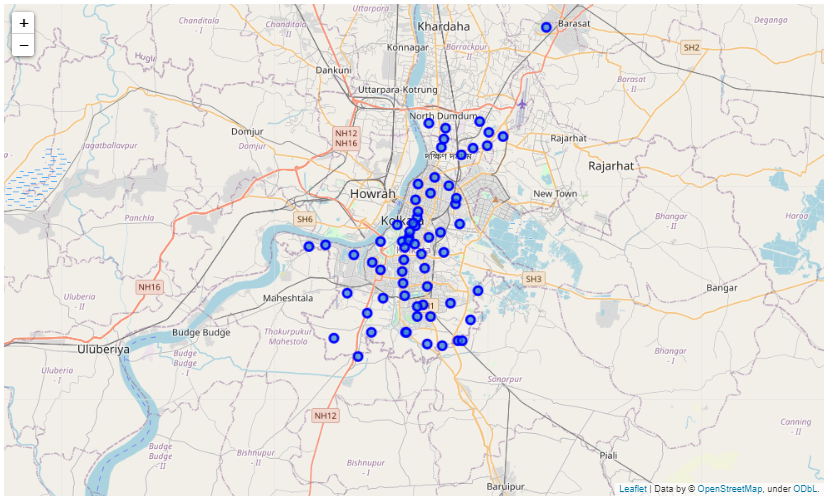 +
−
Chanditala
- I
Uttarpara
Chanditala
- II
Khardaha
Barasat
Deganga
Konnagar
Barrackpur
- II
SH2
Hugli
Dankuni
Barasat
- II
Uttarpara-Kotrung
North Dumdum
Domjur
NH12
NH16
Jagatballavpur
Domjur
Rajarhat
Rajarhat
Howrah
New Town
SH6
Kolkata
Panchla
Bhangar
- II
Haroa
NH16
SH3
Uluberia
- II
Maheshtala
Bangar
Budge Budge
Thakurpukur
Mahestola
Uluberiya
Budge
Budge
- I
Bhangar
- I
Uluberia
- I
Sonarpur
NH12
Canning
- I
Budge
Budge
- II
Bishnupur
- II
Bishnupur
- I
Piali
Baruipur
Leaflet | Data by © OpenStreetMap, under ODbL.